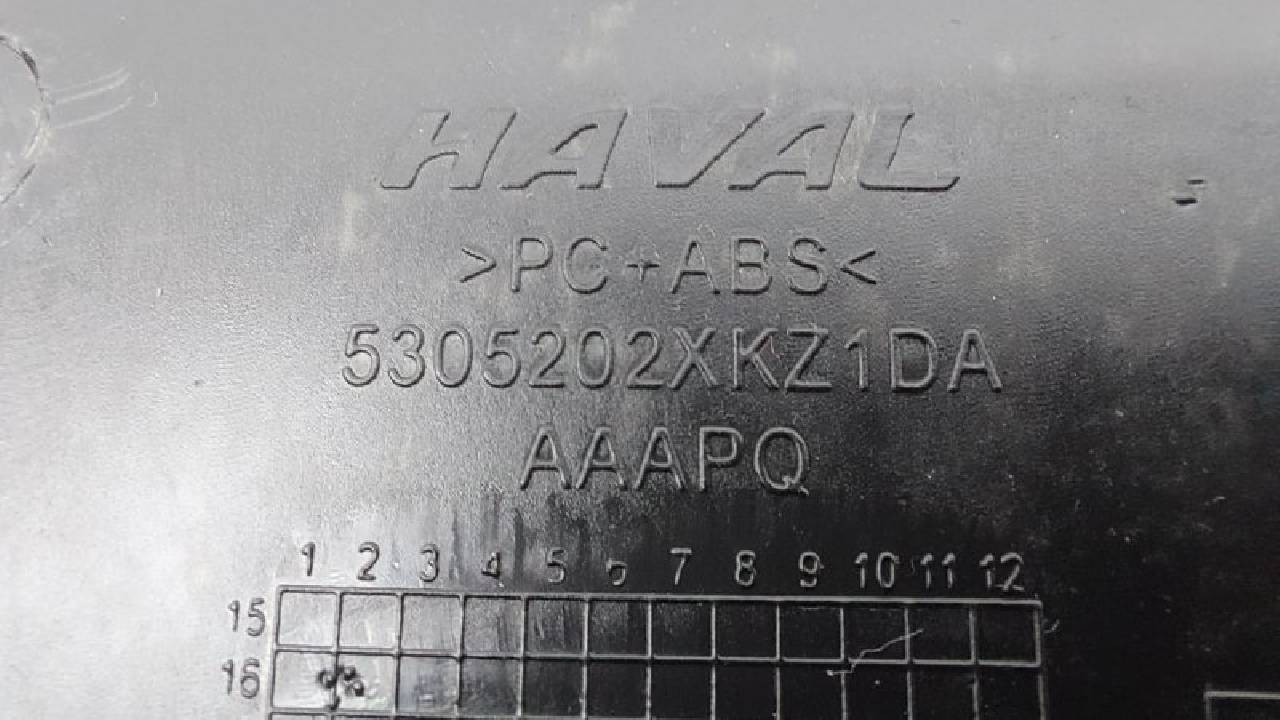 HAVAL
>PC+ABS<
5305202XKZ1DA
AAAPQ
1 2 3 4 5 6 7 8 9 10 11 12
15
16